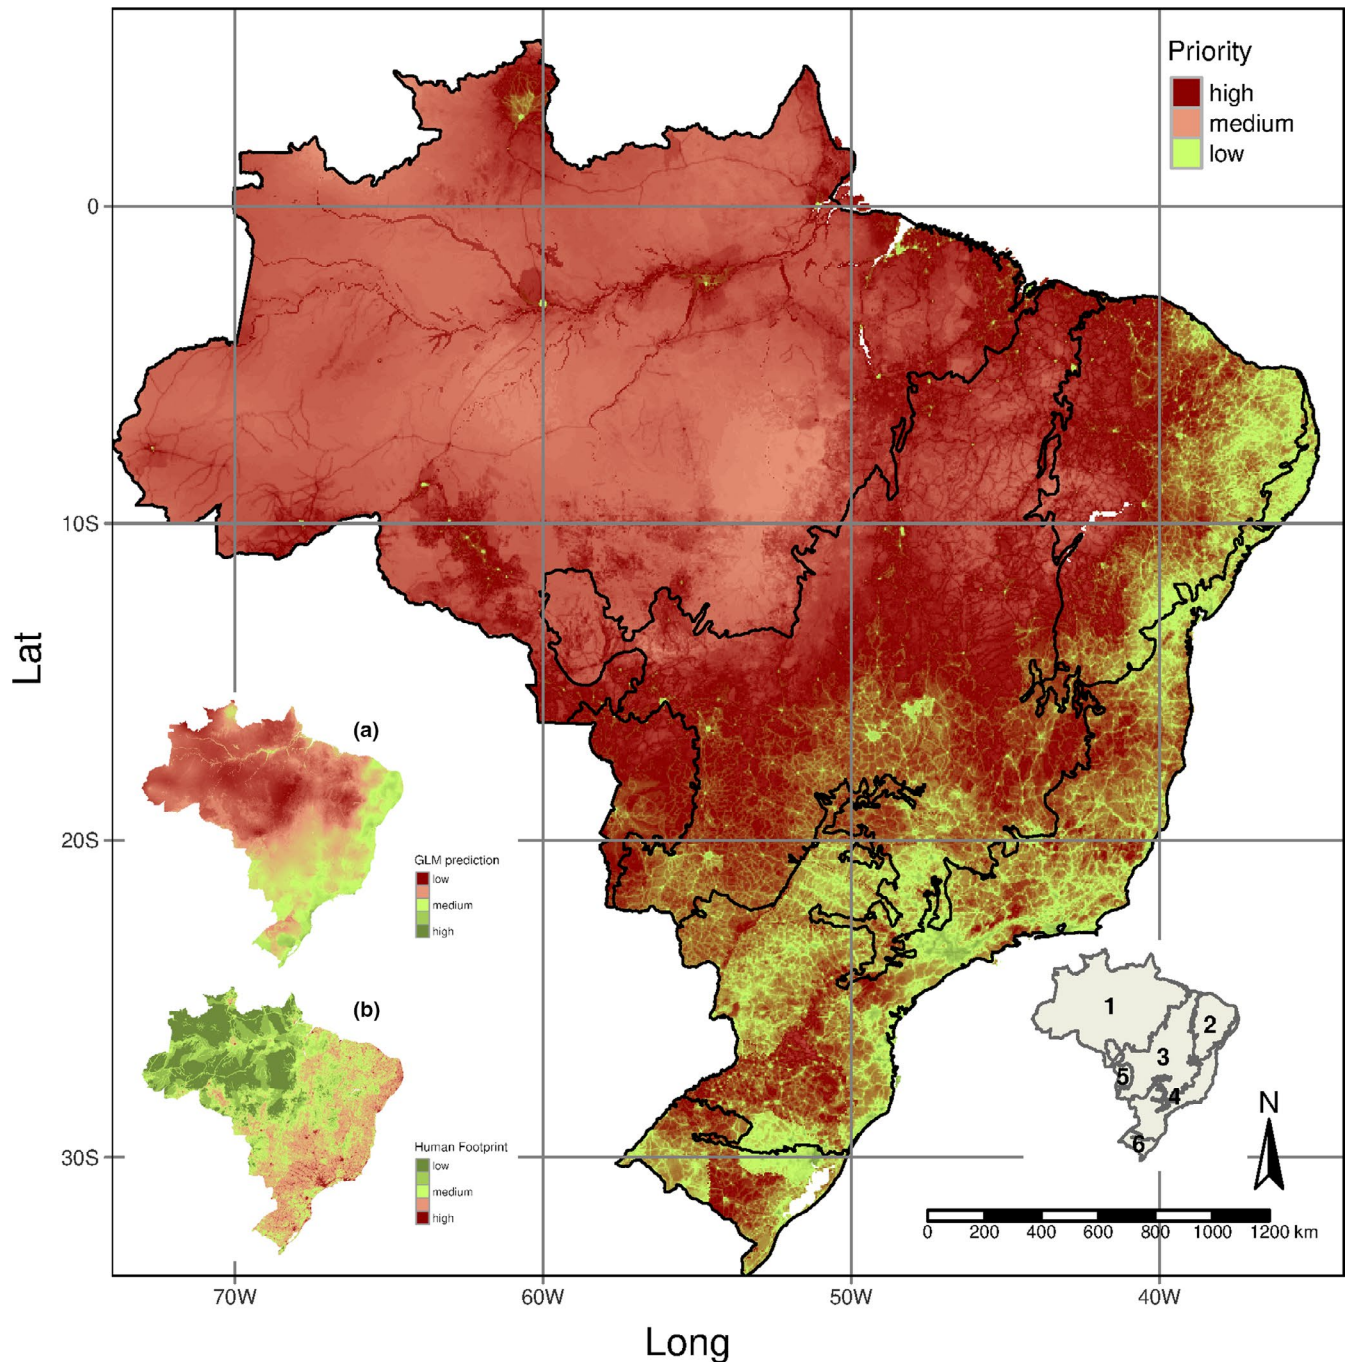 Priority
high
medium
low
0
10S
20S
30S
Lat
(a)
GLM prediction
low
medium
high
(b)
Human Footprint
low
medium
high
1
2
3
5
4
6
N
0 200 400 600 800 1000 1200 km
70W 60W 50W 40W
Long